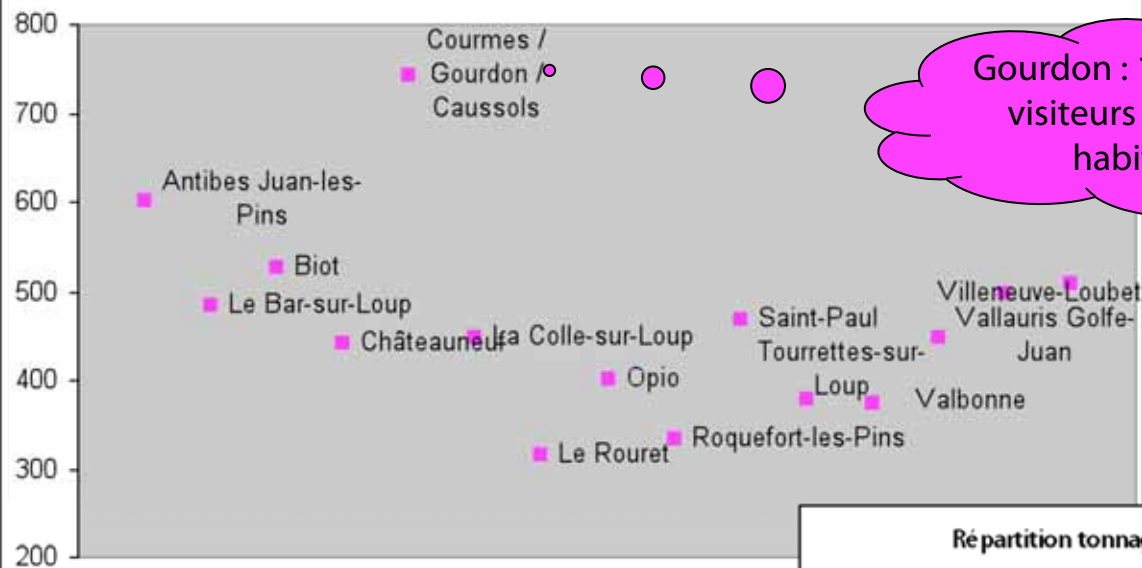 800
700
600
500
400
300
200
Courmes /
Gourdon /
Caussols
Gourdon :
visiteurs
Antibes Juan-les-
Pins
Biot
Le Bar-sur-Loup
Châteauneuf
La Colle-sur-Loup
Opio
Le Rouret
Roquefort-les-Pins
Saint-Paul
Tourrettes-sur-
Loup
Valbonne
Villeneuve-Loubet
Vallauris Golfe-
Juan
Répartition